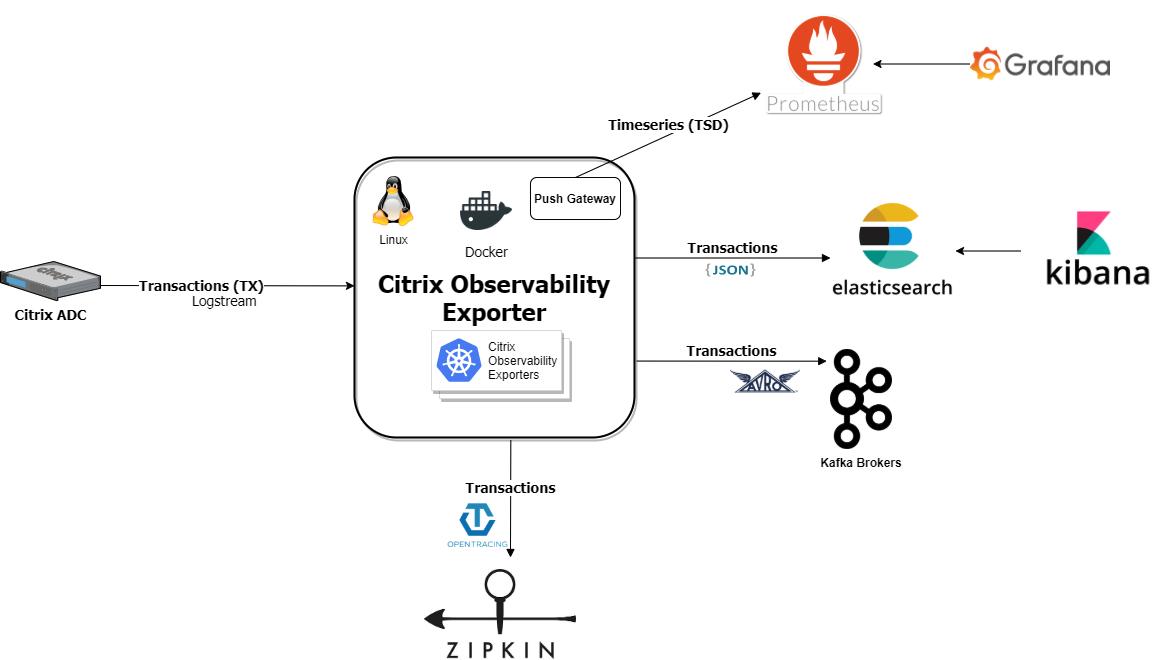 Grafana
Prometheus
Timeseries (TSD)
Push Gateway
Linux
Docker
Transactions
{JSON}
elasticsearch
kibana
citrix
Citrix ADC
Transactions (TX)
Logstream
Citrix Observability
Exporter
Citrix
Observability
Exporters
Transactions
AVRO
Kafka Brokers
Transactions
OPENTRACING
ZIPKIN